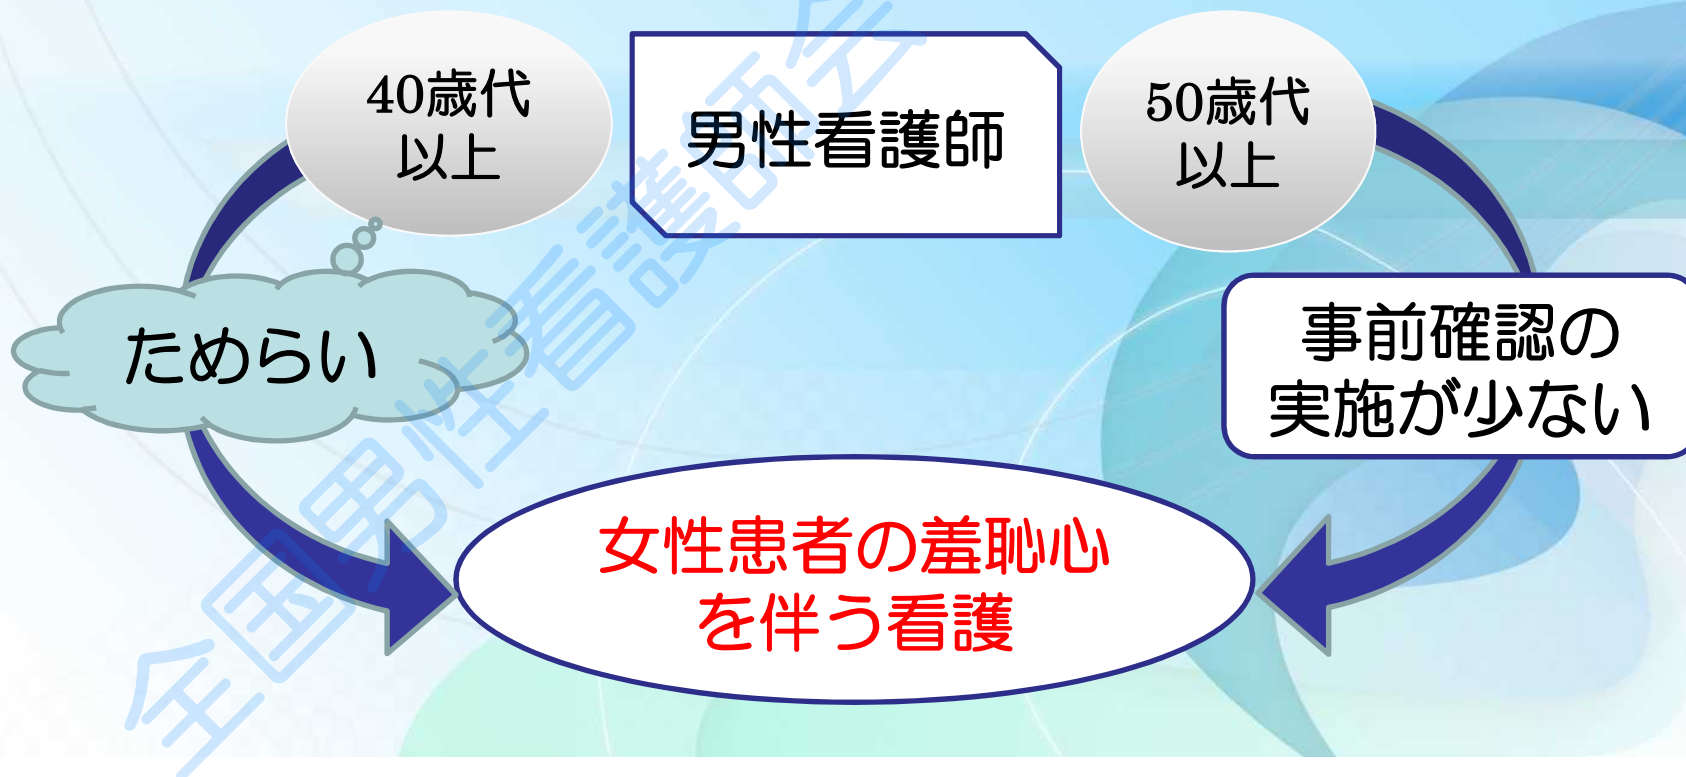 40歳代
以上
男性看護師
50歳代
以上
ためらい
事前確認の
実施が少ない
女性患者の羞恥心
を伴う看護
全国男性看護師会